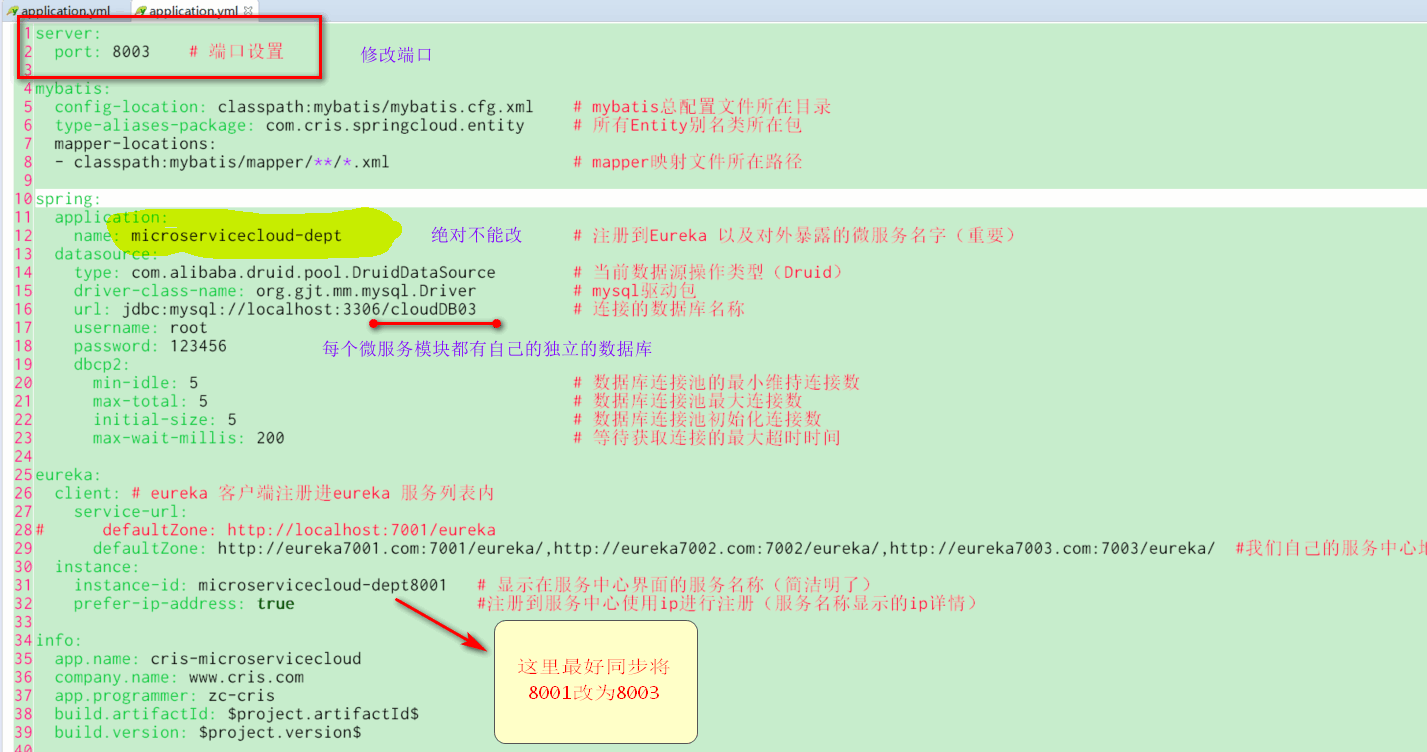 application.yml application.yml
1 server:
2 port: 8003 # 端口设置 修改端口
3
4 mybatis:
5 config-location: classpath:mybatis/mybatis.cfg.xml # mybatis总配置文件所在目录
6 type-aliases-package: com.cris.springcloud.entity # 所有Entity别名类所在包
7 mapper-locations:
8 - classpath:mybatis/mapper/**/*.xml # mapper映射文件所在路径
9
10 spring:
11 application:
12 name: microservicecloud-dept 绝对不能改 # 注册到Eureka 以及对外暴露的微服务名字（重要）
13 datasource:
14 type: com.alibaba.druid.pool.DruidDataSource # 当前数据源操作类型（Druid）
15 driver-class-name: org.gjt.mm.mysql.Driver # mysql驱动包
16 url: jdbc:mysql://localhost:3306/cloudDB03 # 连接的数据库名称
17 username: root
18 password: 123456 每个微服务模块都有自己的独立的数据库
19 dbcp2:
20 min-idle: 5 # 数据库连接池的最小维持连接数
21 max-total: 5 # 数据库连接池最大连接数
22 initial-size: 5 # 数据库连接池初始化连接数
23 max-wait-millis: 200 # 等待获取连接的最大超时时间
24
25 eureka:
26 client: # eureka 客户端注册进eureka 服务列表内
27 service-url:
28 # defaultZone: http://localhost:7001/eureka
29 defaultZone: http://eureka7001.com:7001/eureka/,http://eureka7002.com:7002/eureka/,http://eureka7003.com:7003/eureka/ #我们自己的服务中心
30 instance:
31 instance-id: microservicecloud-dept8001 # 显示在服务中心界面的服务名称（简洁明了）
32 prefer-ip-address: true #注册到服务中心使用ip进行注册（服务名称显示的ip详情）
33
34 info:
35 app.name: cris-microservicecloud
36 company.name: www.cris.com
37 app.programmer: zc-cris
38 build.artifactId: $project.artifactId$
39 build.version: $project.version$
40
这里最好同步将
8001改为8003